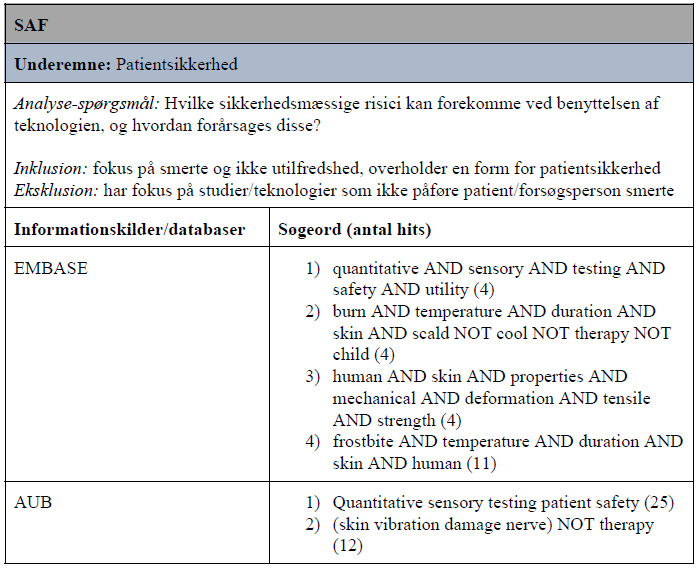 SAF
Underemne: Patientsikkerhed
Analyse-spørgsmål: Hvilke sikkerhedsmæssige risici kan forekomme ved benyttelsen af
teknologien, og hvordan forårsages disse?
Inklusion: fokus på smerte og ikke utilfredshed, overholder en form for patientsikkerhed
Eksklusion: har fokus på studier/teknologier som ikke påføre patient/forsøgsperson smerte
Informationskilder/databaser
Søgeord (antal hits)
EMBASE
1) quantitative AND sensory AND testing AND
safety AND utility (4)
2) burn AND temperature AND duration AND
skin AND scald NOT cool NOT therapy NOT
child (4)
3) human AND skin AND properties AND
mechanical AND deformation AND tensile
AND strength (4)
4) frostbite AND temperature AND duration AND
skin AND human (11)
AUB
1) Quantitative sensory testing patient safety (25)
2) (skin vibration damage nerve) NOT therapy
(12)